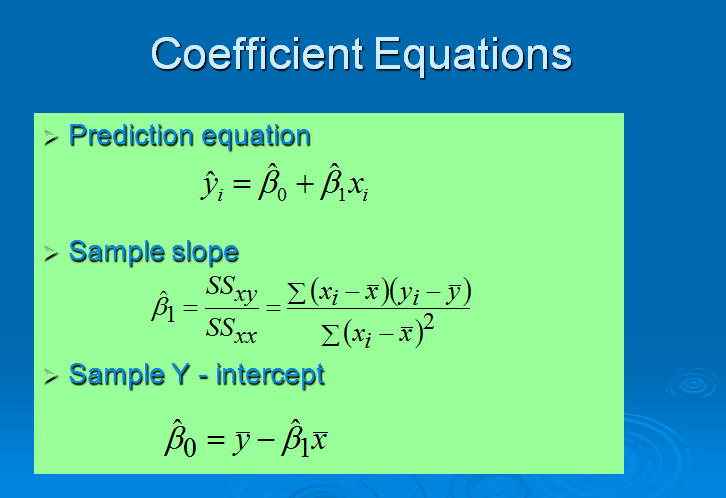 Coefficient Equations
➢ Prediction equation
ŷᵢ = β̂₀ + β̂₁xᵢ
➢ Sample slope
β̂₁ = SSxy / SSxx = ∑(xᵢ − x̄)(yᵢ − ȳ) / ∑(xᵢ − x̄)²
➢ Sample Y - intercept
β̂₀ = ȳ − β̂₁x̄